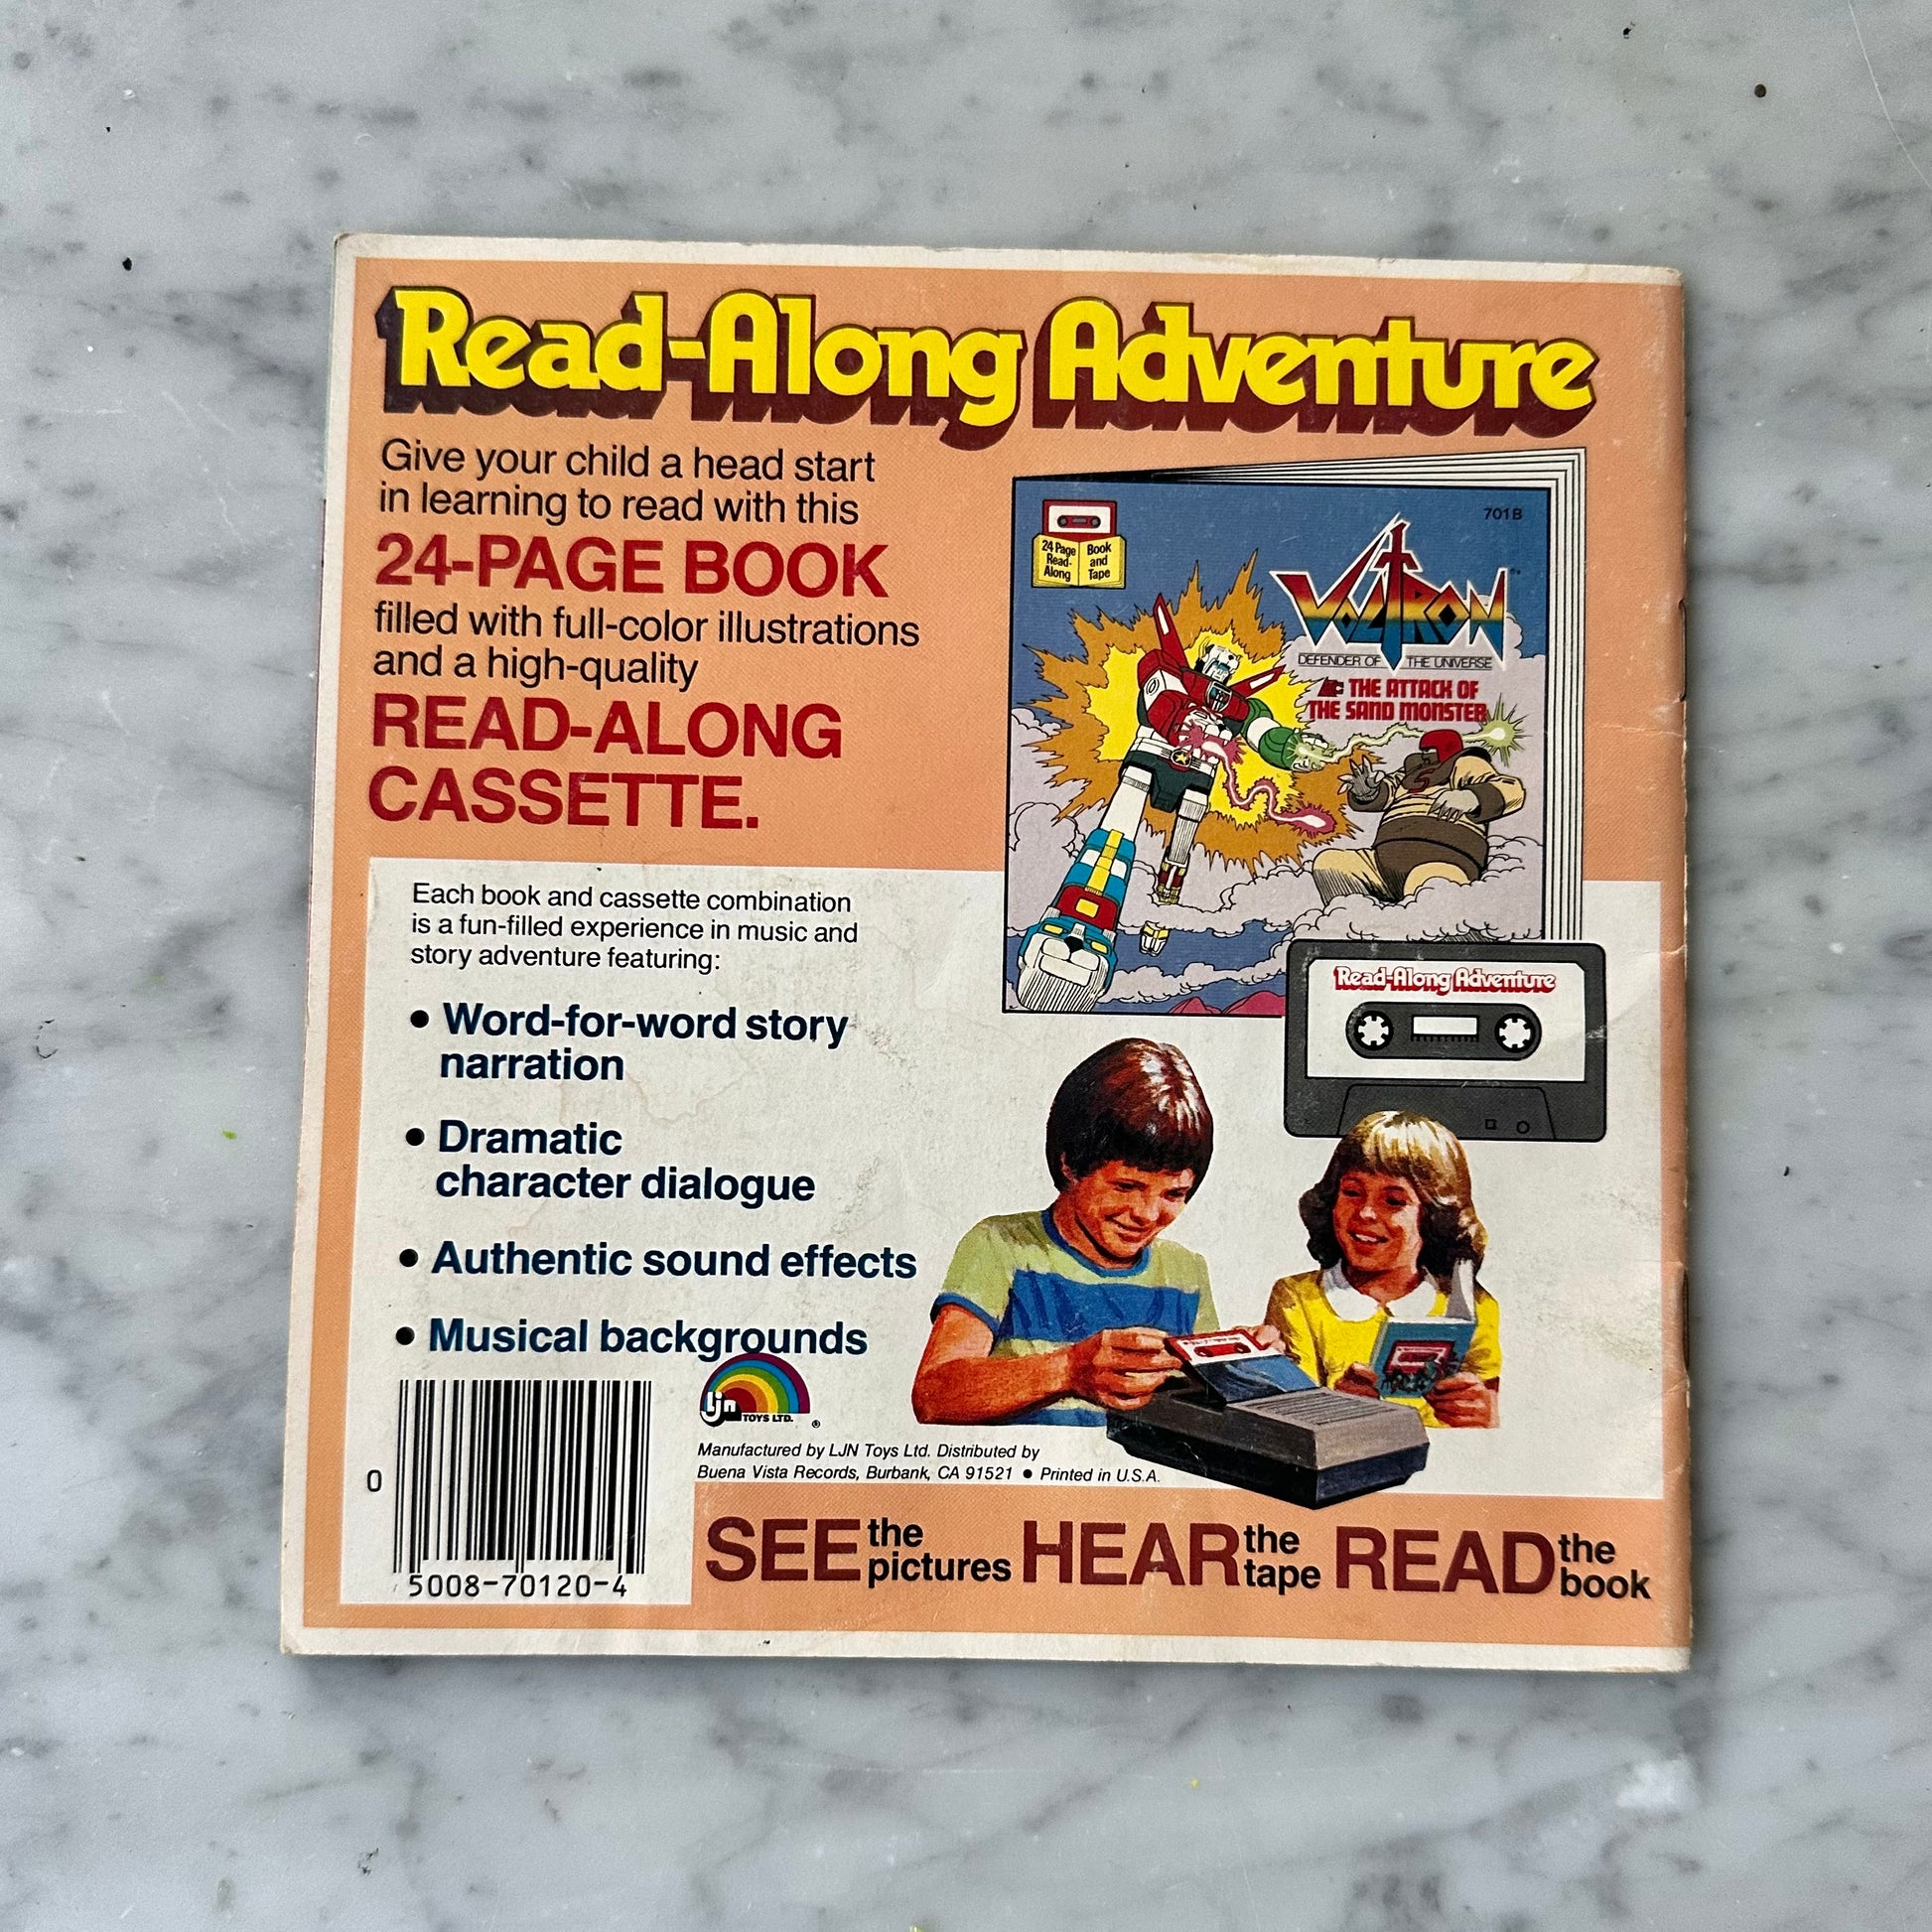 Read-Along Adventure
Give your child a head start
in learning to read with this
24-PAGE BOOK
filled with full-color illustrations
and a high-quality
READ-ALONG
CASSETTE.
701B
24 Page
Read-
Along
Book
and
Tape
VOLTRON
DEFENDER OF THE UNIVERSE
THE ATTACK OF
THE SAND MONSTER
Read-Along Adventure
Each book and cassette combination
is a fun-filled experience in music and
story adventure featuring:
• Word-for-word story
narration
• Dramatic
character dialogue
• Authentic sound effects
• Musical backgrounds
ljn TOYS LTD. ®
Manufactured by LJN Toys Ltd. Distributed by
Buena Vista Records, Burbank, CA 91521 • Printed in U.S.A.
0
5008-70120-4
SEE the pictures HEAR the tape READ the book